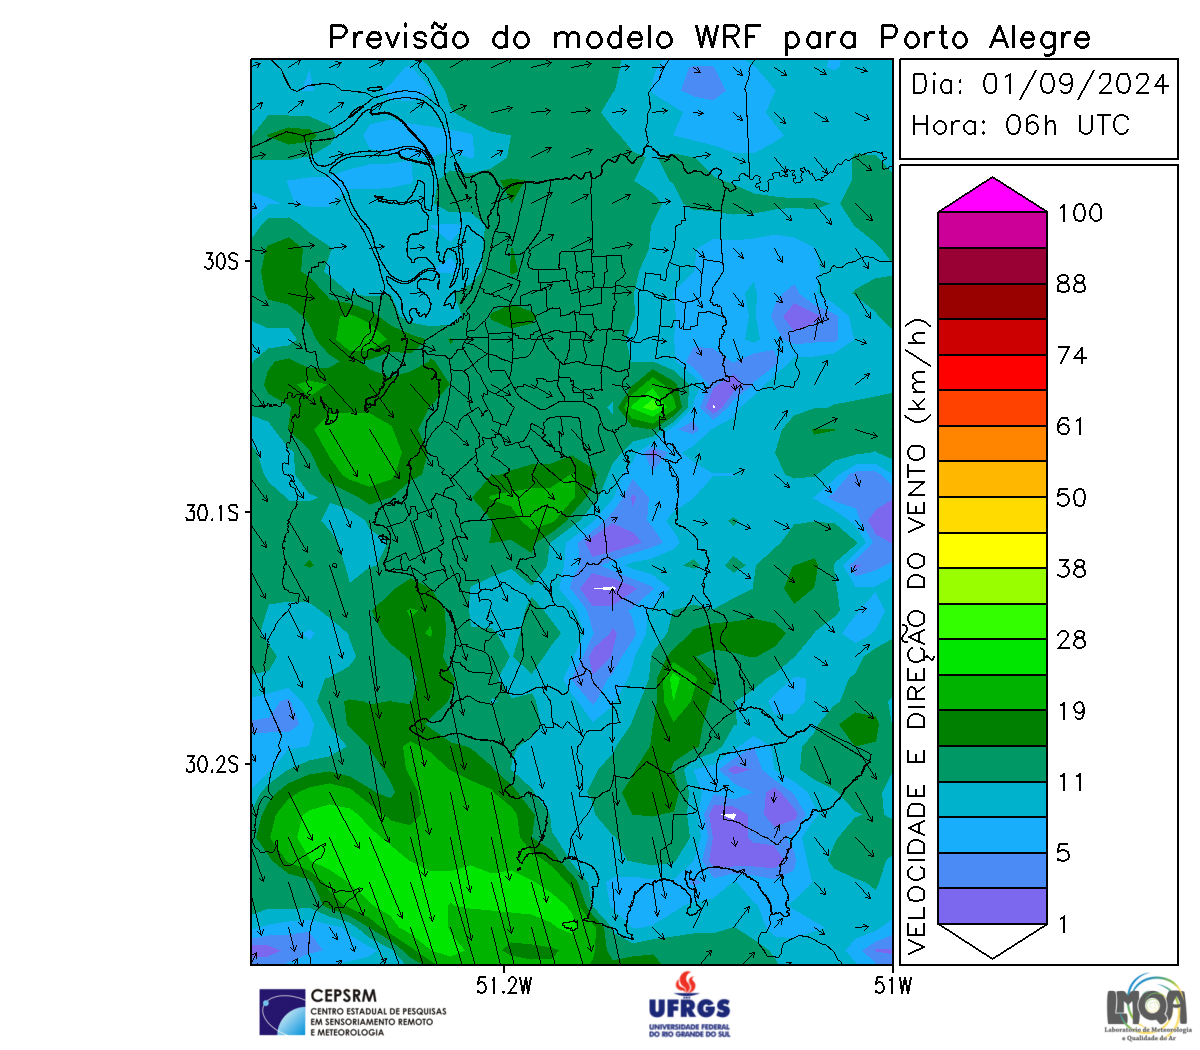 Previsão do modelo WRF para Porto Alegre
Dia: 01/09/2024
Hora: 06h UTC
30S
30.1S
30.2S
51.2W
51W
VELOCIDADE E DIREÇÃO DO VENTO (km/h)
100
88
74
61
50
38
28
19
11
5
1
CEPSRM
CENTRO ESTADUAL DE PESQUISAS
EM SENSORIAMENTO REMOTO
E METEOROLOGIA
UFRGS
UNIVERSIDADE FEDERAL
DO RIO GRANDE DO SUL
LMQA
Laboratório de Meteorologia
e Qualidade do Ar